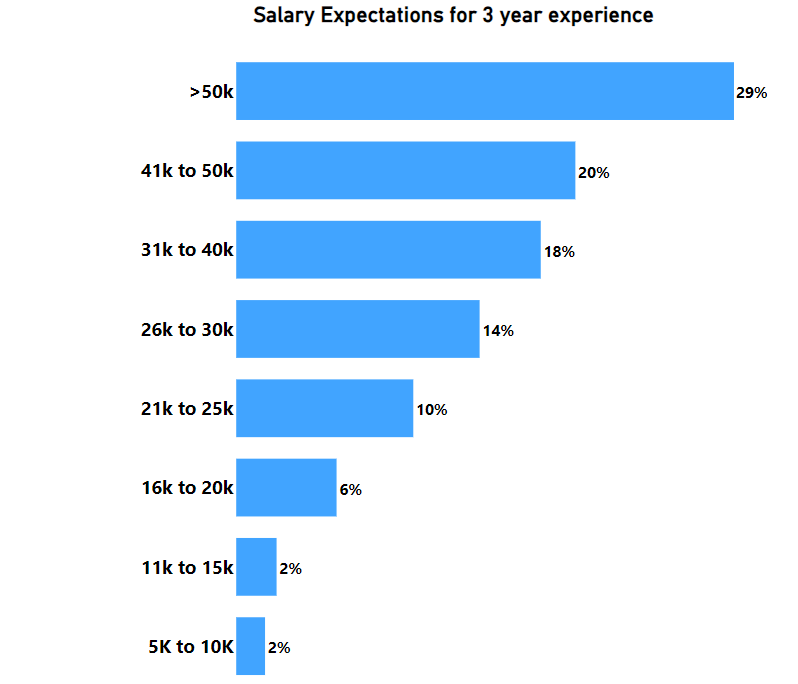 Salary Expectations for 3 year experience
>50k 29%
41k to 50k 20%
31k to 40k 18%
26k to 30k 14%
21k to 25k 10%
16k to 20k 6%
11k to 15k 2%
5K to 10K 2%